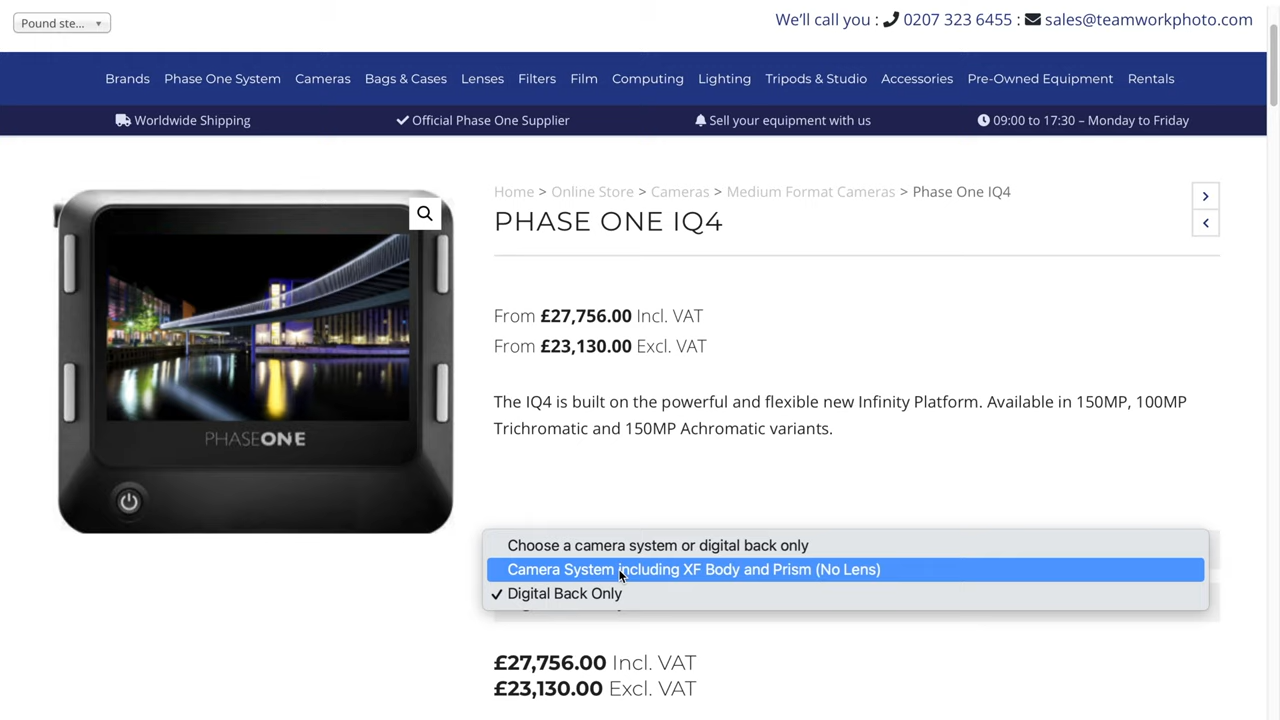 Pound ste...
We'll call you : 0207 323 6455 : sales@teamworkphoto.com
Brands Phase One System Cameras Bags & Cases Lenses Filters Film Computing Lighting Tripods & Studio Accessories Pre-Owned Equipment Rentals
Worldwide Shipping Official Phase One Supplier Sell your equipment with us 09:00 to 17:30 – Monday to Friday
Home > Online Store > Cameras > Medium Format Cameras > Phase One IQ4
PHASE ONE IQ4
From £27,756.00 Incl. VAT
From £23,130.00 Excl. VAT
The IQ4 is built on the powerful and flexible new Infinity Platform. Available in 150MP, 100MP
Trichromatic and 150MP Achromatic variants.
PHASEONE
Choose a camera system or digital back only
Camera System including XF Body and Prism (No Lens)
Digital Back Only
£27,756.00 Incl. VAT
£23,130.00 Excl. VAT